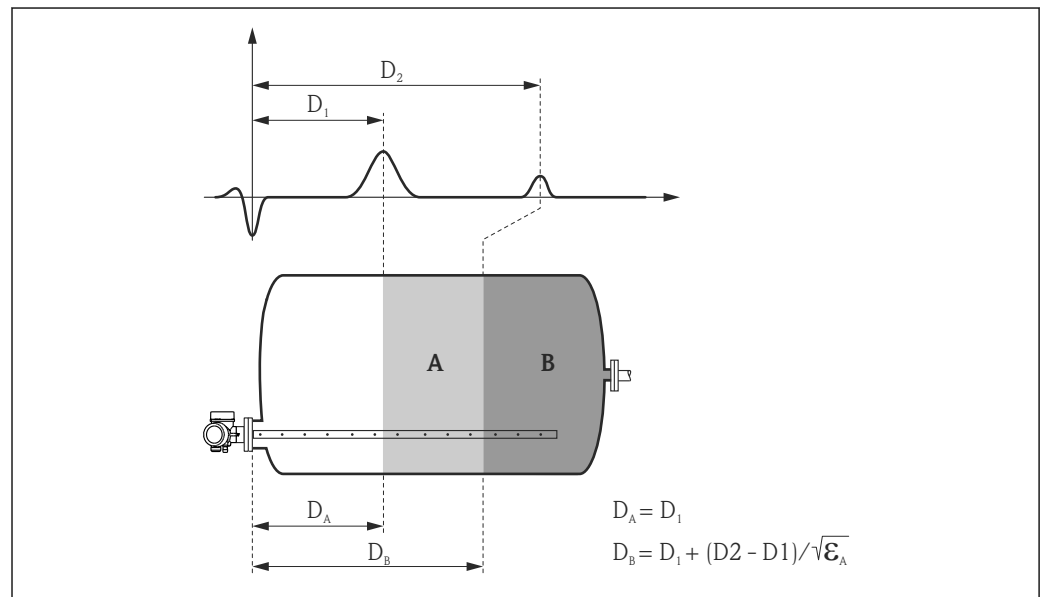 D₂
D₁
A
B
D_A
D_B
D_A = D₁
D_B = D₁ + (D2 - D1)/√ε_A